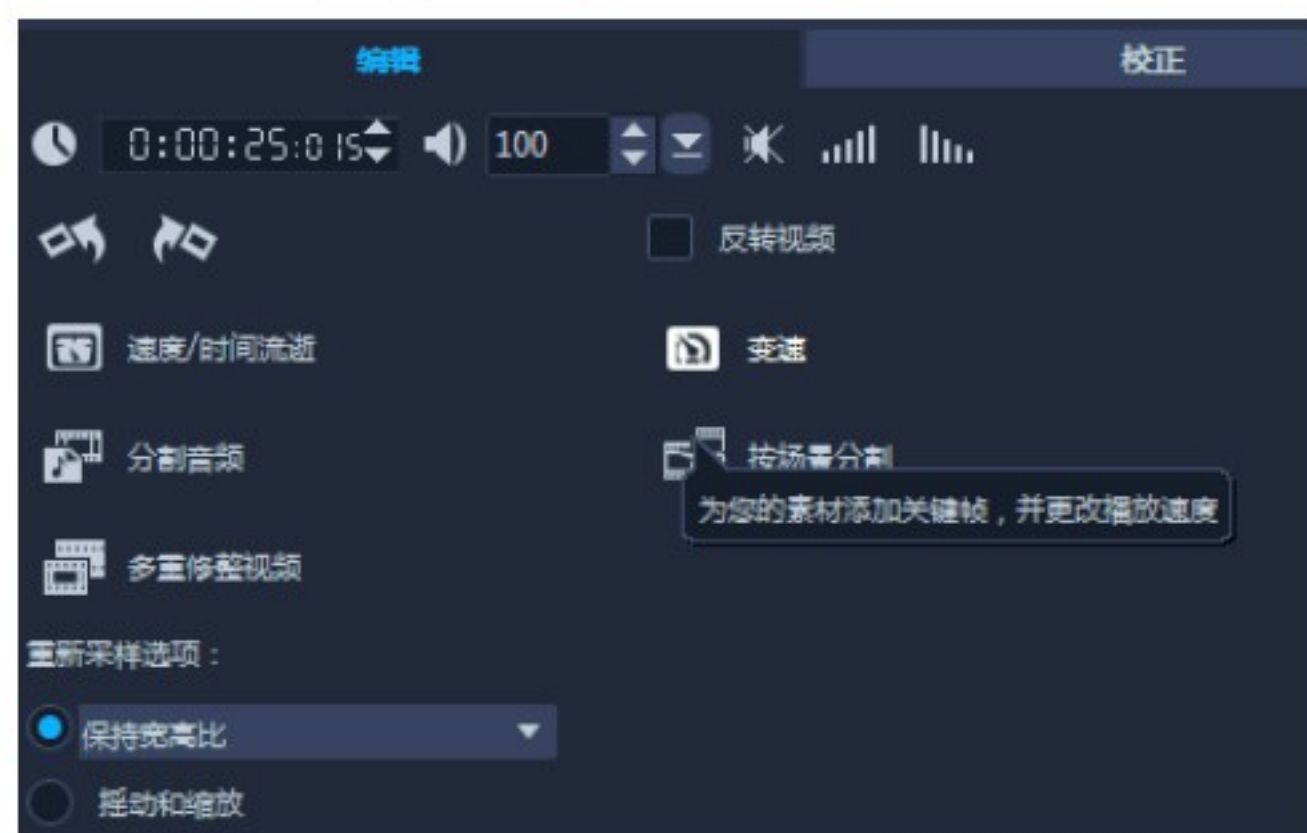 编辑 校正
0:00:25:015 100
反转视频
速度/时间流逝 变速
分割音频 按场景分割
为您的素材添加关键帧，并更改播放速度
多重修整视频
重新采样选项：
保持宽高比
摇动和缩放